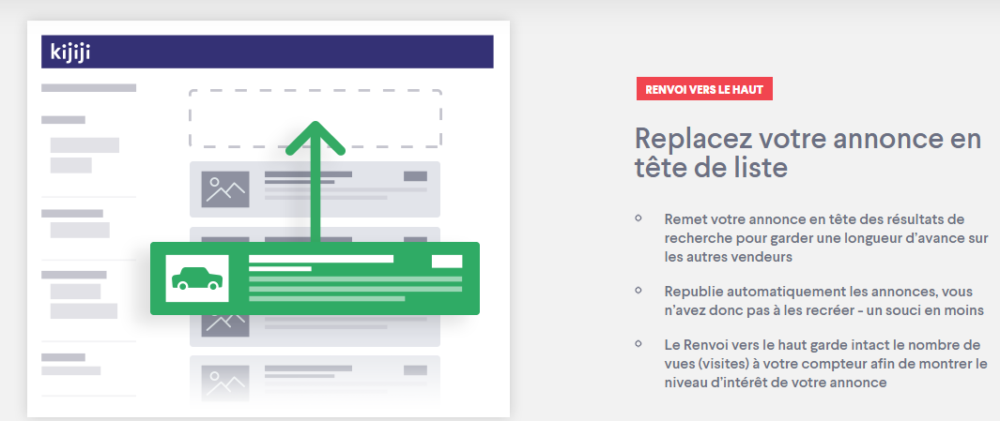 kijiji
RENVOI VERS LE HAUT
Replacez votre annonce en
tête de liste
Remet votre annonce en tête des résultats de
recherche pour garder une longueur d’avance sur
les autres vendeurs
Republie automatiquement les annonces, vous
n’avez donc pas à les recréer - un souci en moins
Le Renvoi vers le haut garde intact le nombre de
vues (visites) à votre compteur afin de montrer le
niveau d’intérêt de votre annonce